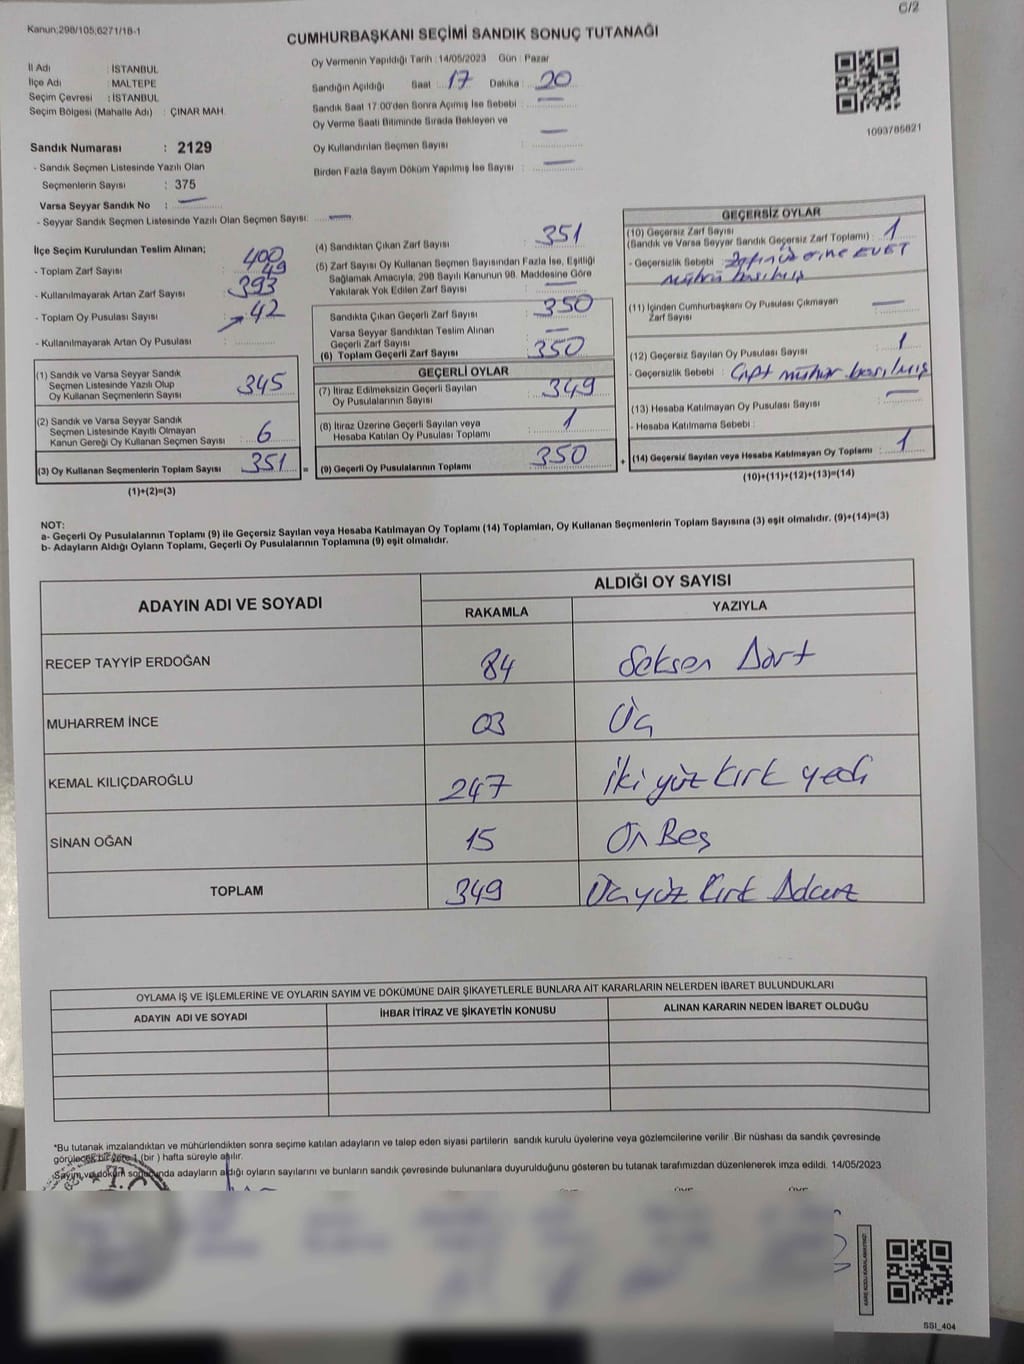 C/2
Kanun;298/105,6271/18-1
CUMHURBAŞKANI SEÇİMİ SANDIK SONUÇ TUTANAĞI
İl Adı : İSTANBUL
İlçe Adı : MALTEPE
Seçim Çevresi : İSTANBUL
Seçim Bölgesi (Mahalle Adı) : ÇINAR MAH.
Oy Vermenin Yapıldığı Tarih : 14/05/2023 Gün : Pazar
Sandığın Açıldığı Saat : 17 Dakika : 20
Sandık Saat 17:00'den Sonra Açmış İse Sebebi : —
Oy Verme Saati Bitiminde Sırada Bekleyen ve
Oy Kullandırılan Seçmen Sayısı : —
Birden Fazla Sayım Döküm Yapılmış İse Sayısı : —
1093785821
Sandık Numarası : 2129
- Sandık Seçmen Listesinde Yazılı Olan
Seçmenlerin Sayısı : 375
Varsa Seyyar Sandık No : —
- Seyyar Sandık Seçmen Listesinde Yazılı Olan Seçmen Sayısı: —
İlçe Seçim Kurulundan Teslim Alınan;
- Toplam Zarf Sayısı : 400
- Kullanılmayarak Artan Zarf Sayısı : 49
- Toplam Oy Pusulası Sayısı : 393
- Kullanılmayarak Artan Oy Pusulası : 42
(1) Sandık ve Varsa Seyyar Sandık
Seçmen Listesinde Yazılı Olup
Oy Kullanan Seçmenlerin Sayısı : 345
(2) Sandık ve Varsa Seyyar Sandık
Seçmen Listesinde Kayıtlı Olmayan
Kanun Gereği Oy Kullanan Seçmen Sayısı : 6
(3) Oy Kullanan Seçmenlerin Toplam Sayısı : 351 =
(1)+(2)=(3)
(4) Sandıktan Çıkan Zarf Sayısı : 351
(5) Zarf Sayısı Oy Kullanan Seçmen Sayısından Fazla İse, Eşitliği
Sağlamak Amacıyla; 298 Sayılı Kanunun 98. Maddesine Göre
Yakılarak Yok Edilen Zarf Sayısı : —
Sandıkta Çıkan Geçerli Zarf Sayısı : 350
Varsa Seyyar Sandıktan Teslim Alınan
Geçerli Zarf Sayısı : —
(6) Toplam Geçerli Zarf Sayısı : 350
GEÇERLİ OYLAR
(7) İtiraz Edilmeksizin Geçerli Sayılan
Oy Pusulalarının Sayısı : 349
(8) İtiraz Üzerine Geçerli Sayılan veya
Hesaba Katılan Oy Pusulası Toplamı : 1
(9) Geçerli Oy Pusulalarının Toplamı : 350 +
GEÇERSİZ OYLAR
(10) Geçersiz Zarf Sayısı
(Sandık ve Varsa Seyyar Sandık Geçersiz Zarf Toplamı) : 1
- Geçersizlik Sebebi : Zarfın üzerine EVET
mührü basılmış
(11) İçinden Cumhurbaşkanı Oy Pusulası Çıkmayan
Zarf Sayısı : —
(12) Geçersiz Sayılan Oy Pusulası Sayısı : 1
- Geçersizlik Sebebi : Çift mühür basılmış
(13) Hesaba Katılmayan Oy Pusulası Sayısı : —
- Hesaba Katılmama Sebebi :
(14) Geçersiz Sayılan veya Hesaba Katılmayan Oy Toplamı : 1
(10)+(11)+(12)+(13)=(14)
NOT:
a- Geçerli Oy Pusulalarının Toplamı (9) ile Geçersiz Sayılan veya Hesaba Katılmayan Oy Toplamı (14) Toplamları, Oy Kullanan Seçmenlerin Toplam Sayısına (3) eşit olmalıdır. (9)+(14)=(3)
b- Adayların Aldığı Oyların Toplamı, Geçerli Oy Pusulalarının Toplamına (9) eşit olmalıdır.
ADAYIN ADI VE SOYADI ALDIĞI OY SAYISI
RAKAMLA YAZIYLA
RECEP TAYYİP ERDOĞAN 84 Seksen Dört
MUHARREM İNCE 03 Üç
KEMAL KILIÇDAROĞLU 247 İki yüz kırk yedi
SİNAN OĞAN 15 On Beş
TOPLAM 349 Üç yüz Kırk Dokuz
OYLAMA İŞ VE İŞLEMLERİNE VE OYLARIN SAYIM VE DÖKÜMÜNE DAİR ŞİKAYETLERLE BUNLARA AİT KARARLARIN NELERDEN İBARET BULUNDUKLARI
ADAYIN ADI VE SOYADI İHBAR İTİRAZ VE ŞİKAYETİN KONUSU ALINAN KARARIN NEDEN İBARET OLDUĞU
*Bu tutanak imzalandıktan ve mühürlendikten sonra seçime katılan adayların ve talep eden siyasi partilerin sandık kurulu üyelerine veya gözlemcilerine verilir .Bir nüshası da sandık çevresinde
görülecek bir yere 1 (bir ) hafta süreyle asılır.
Sayım ve döküm sonucunda adayların aldığı oyların sayılarını ve bunların sandık çevresinde bulunanlara duyurulduğunu gösteren bu tutanak tarafımızdan düzenlenerek imza edildi. 14/05/2023
SSI_404